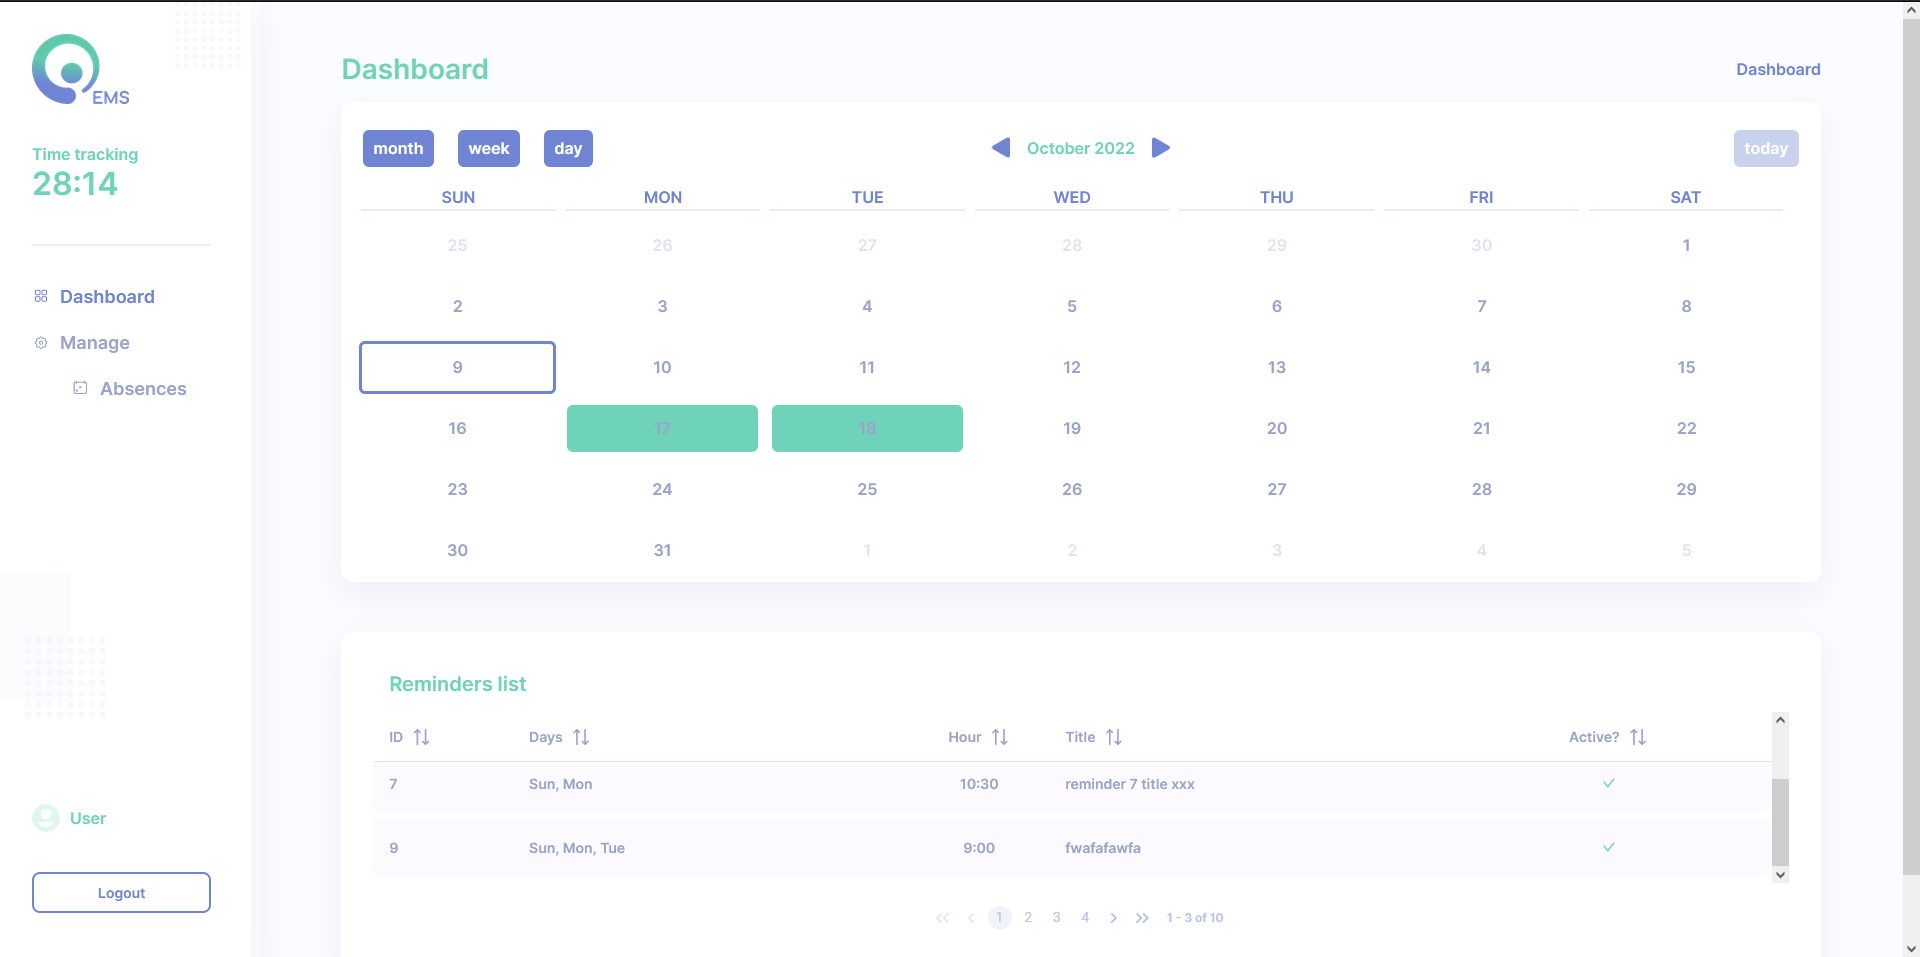 EMS
Time tracking
28:14
Dashboard
Manage
Absences
User
Logout
Dashboard
Dashboard
month week day
October 2022
today
SUN MON TUE WED THU FRI SAT
25 26 27 28 29 30 1
2 3 4 5 6 7 8
9 10 11 12 13 14 15
16 17 18 19 20 21 22
23 24 25 26 27 28 29
30 31 1 2 3 4 5
Reminders list
ID Days Hour Title Active?
7 Sun, Mon 10:30 reminder 7 title xxx
9 Sun, Mon, Tue 9:00 fwafafawfa
1 2 3 4 1 - 3 of 10